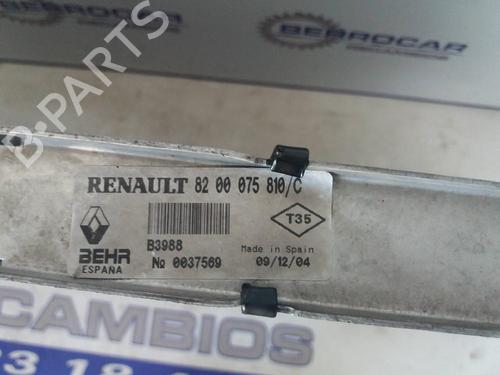 BEBROCAR
B-PARTS
RENAULT 82 00 075 810/C
T35
B3988
BEHR
ESPAÑA
Made in Spain
№ 0037569
09/12/04
CAMBIOS